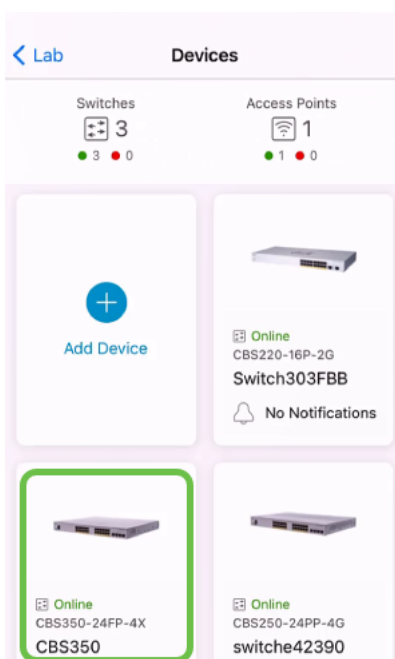 Lab
Devices
Switches
3
3 0
Access Points
1
1 0
Add Device
Online
CBS220-16P-2G
Switch303FBB
No Notifications
Online
CBS350-24FP-4X
CBS350
Online
CBS250-24PP-4G
switche42390